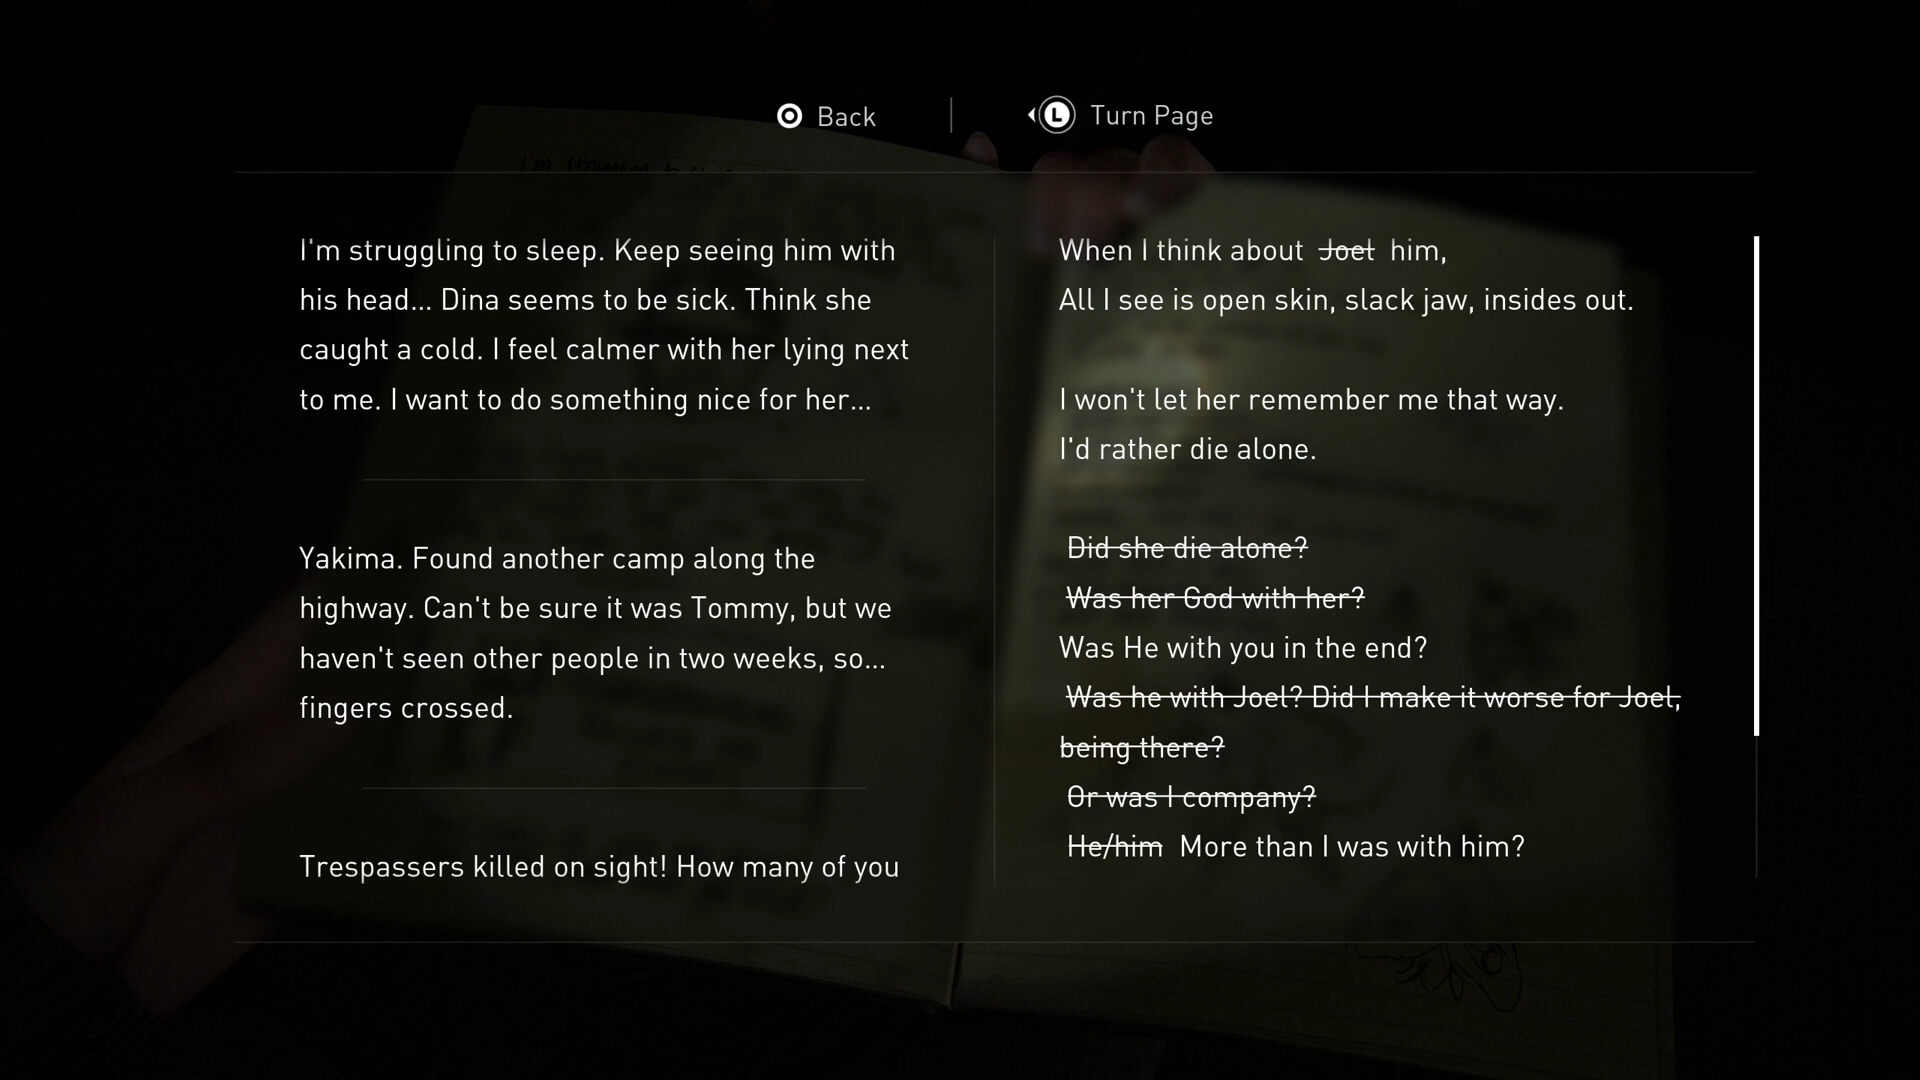 Back
L Turn Page
I'm struggling to sleep. Keep seeing him with
his head... Dina seems to be sick. Think she
caught a cold. I feel calmer with her lying next
to me. I want to do something nice for her...
Yakima. Found another camp along the
highway. Can't be sure it was Tommy, but we
haven't seen other people in two weeks, so...
fingers crossed.
Trespassers killed on sight! How many of you
When I think about Joel him,
All I see is open skin, slack jaw, insides out.
I won't let her remember me that way.
I'd rather die alone.
Did she die alone?
Was her God with her?
Was He with you in the end?
Was he with Joel? Did I make it worse for Joel,
being there?
Or was I company?
He/him More than I was with him?